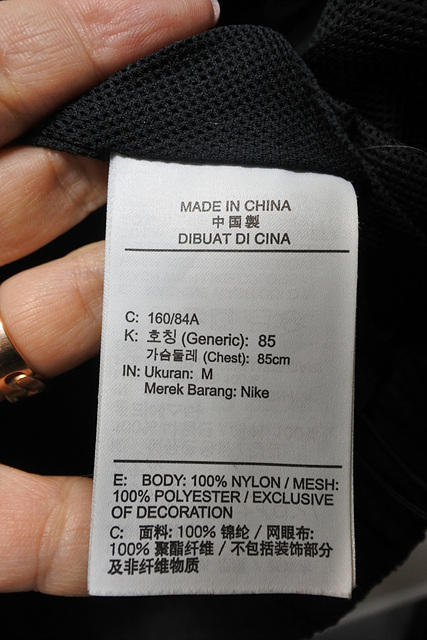 MADE IN CHINA
中国製
DIBUAT DI CINA
C: 160/84A
K: 호칭 (Generic): 85
가슴둘레 (Chest): 85cm
IN: Ukuran: M
Merek Barang: Nike
E: BODY: 100% NYLON / MESH:
100% POLYESTER / EXCLUSIVE
OF DECORATION
C: 面料: 100% 锦纶 / 网眼布:
100% 聚酯纤维 / 不包括装饰部分
及非纤维物质